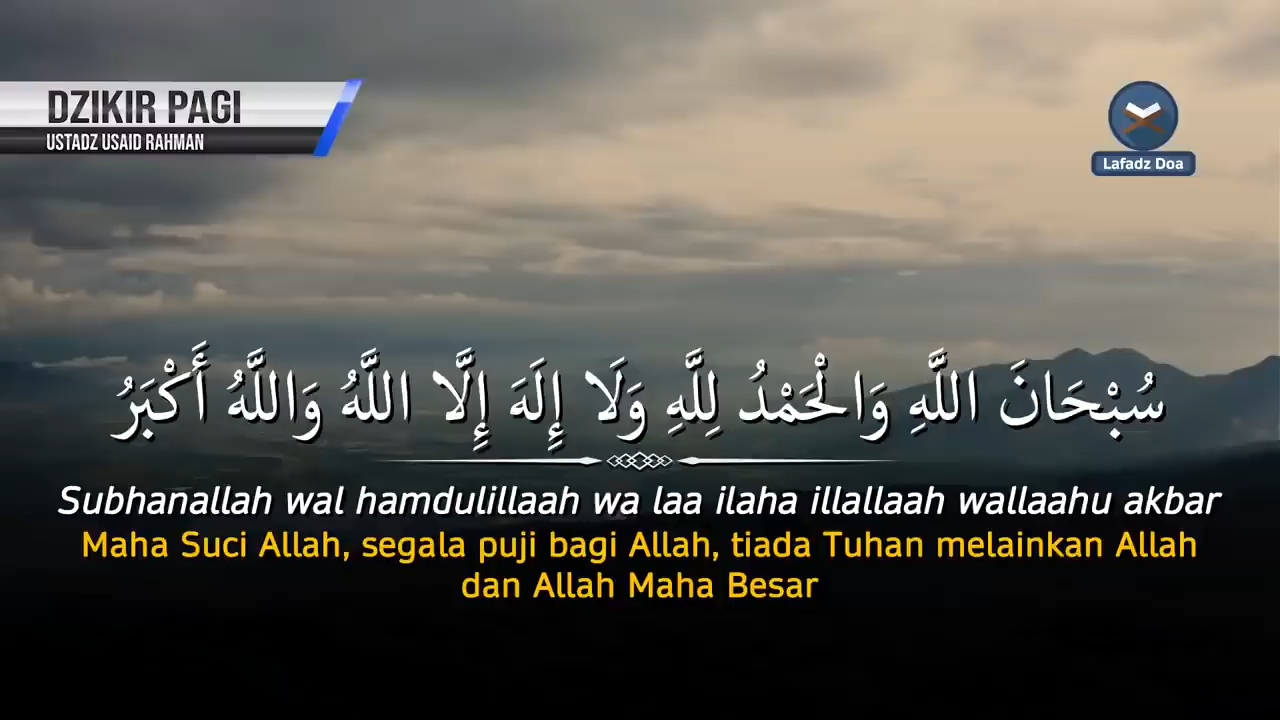 DZIKIR PAGI
USTADZ USAID RAHMAN
Lafadz Doa
سُبْحَانَ اللَّهِ وَالْحَمْدُ لِلَّهِ وَلَا إِلَهَ إِلَّا اللَّهُ وَاللَّهُ أَكْبَرُ
Subhanallah wal hamdulillaah wa laa ilaha illallaah wallaahu akbar
Maha Suci Allah, segala puji bagi Allah, tiada Tuhan melainkan Allah
dan Allah Maha Besar